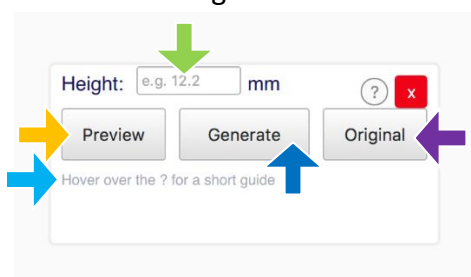 Height: e.g. 12.2 mm ? x
Preview Generate Original
Hover over the ? for a short guide